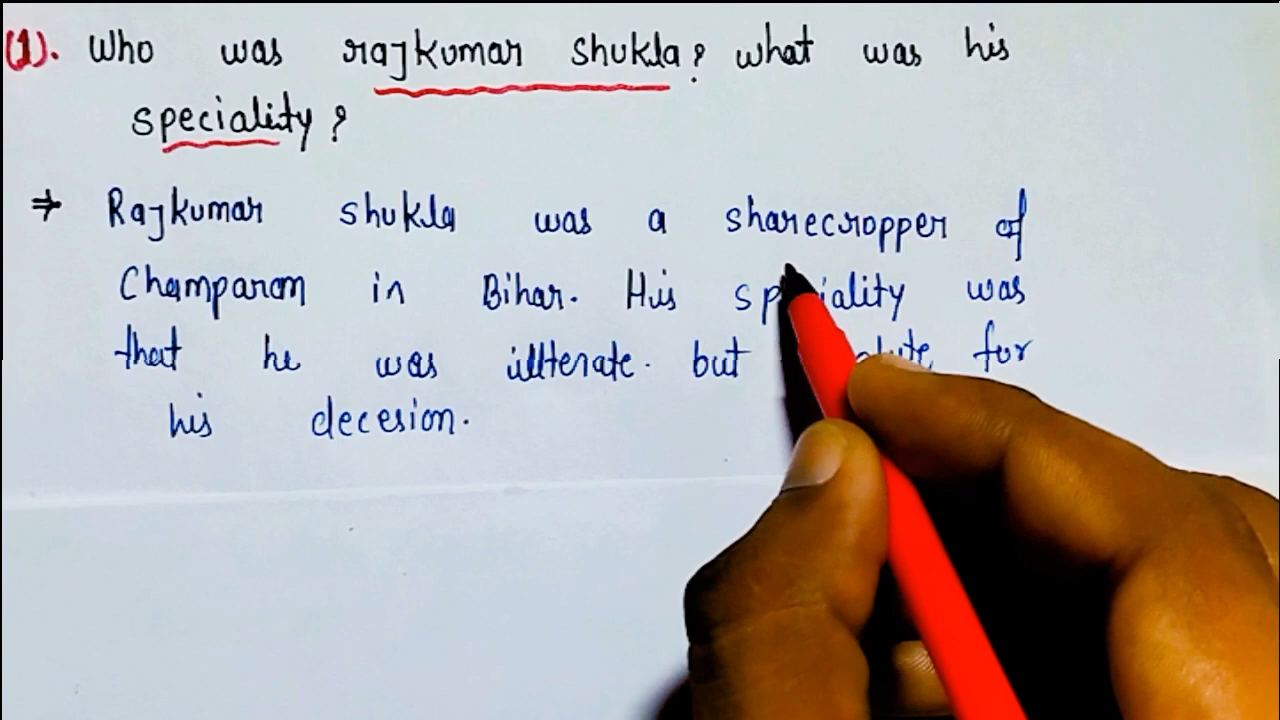 (1). Who was rajkumar shukla? what was his
speciality?
⇒ Rajkumar shukla was a sharecropper of
Champaran in Bihar. His was
that he was illterate. but for
his decesion.